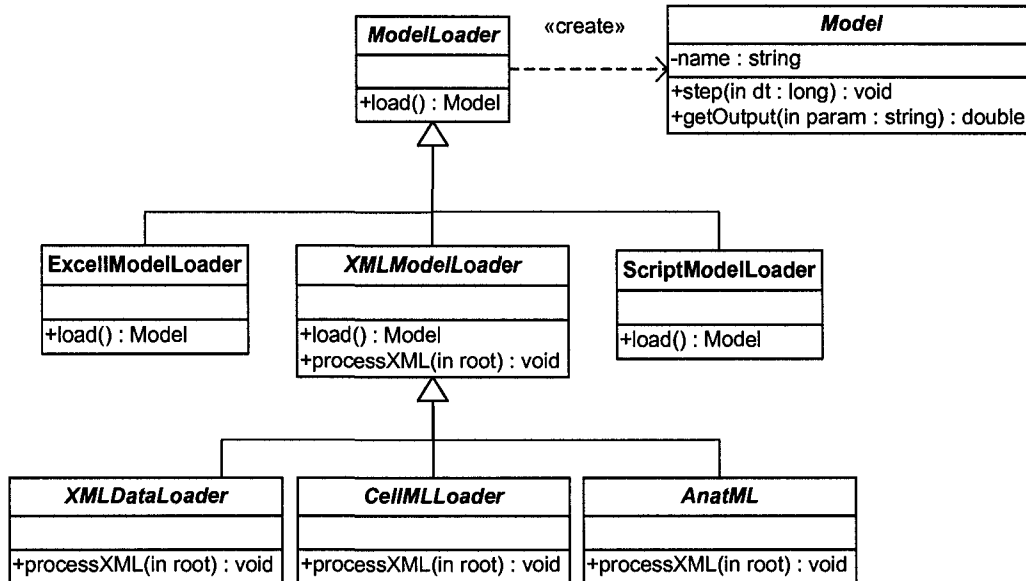 ModelLoader
«create»
Model
-name : string
+step(in dt : long) : void
+getOutput(in param : string) : double
+load() : Model
ExcellModelLoader
+load() : Model
XMLModelLoader
+load() : Model
+processXML(in root) : void
ScriptModelLoader
+load() : Model
XMLDataLoader
+processXML(in root) : void
CellMLLoader
+processXML(in root) : void
AnatML
+processXML(in root) : void